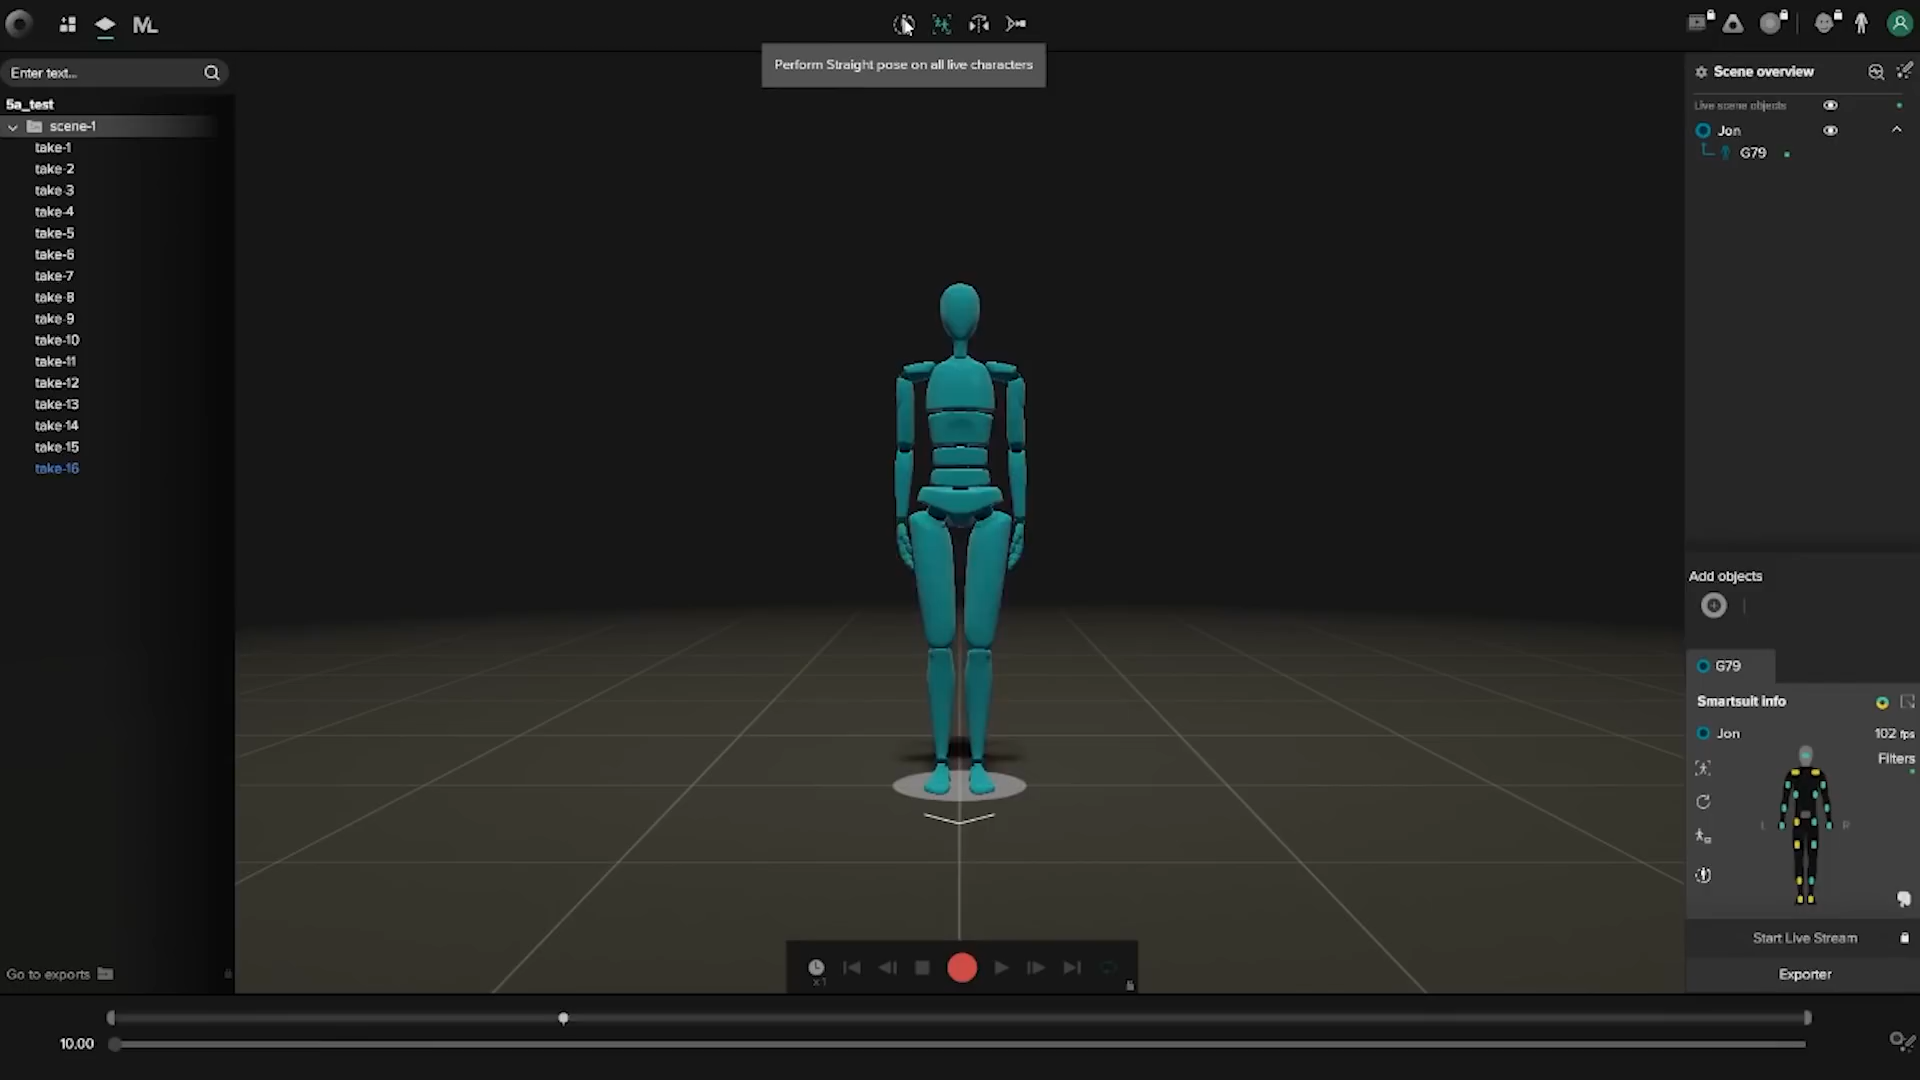 ML
Perform Straight pose on all live characters
Enter text...
5a_test
scene-1
take-1
take-2
take-3
take-4
take-5
take-6
take-7
take-8
take-9
take-10
take-11
take-12
take-13
take-14
take-15
take-16
Go to exports
Scene overview
Live scene objects
Jon
G79
Add objects
G79
Smartsuit info
Jon
102 fps
Filters
L
R
Start Live Stream
Exporter
x1
10.00